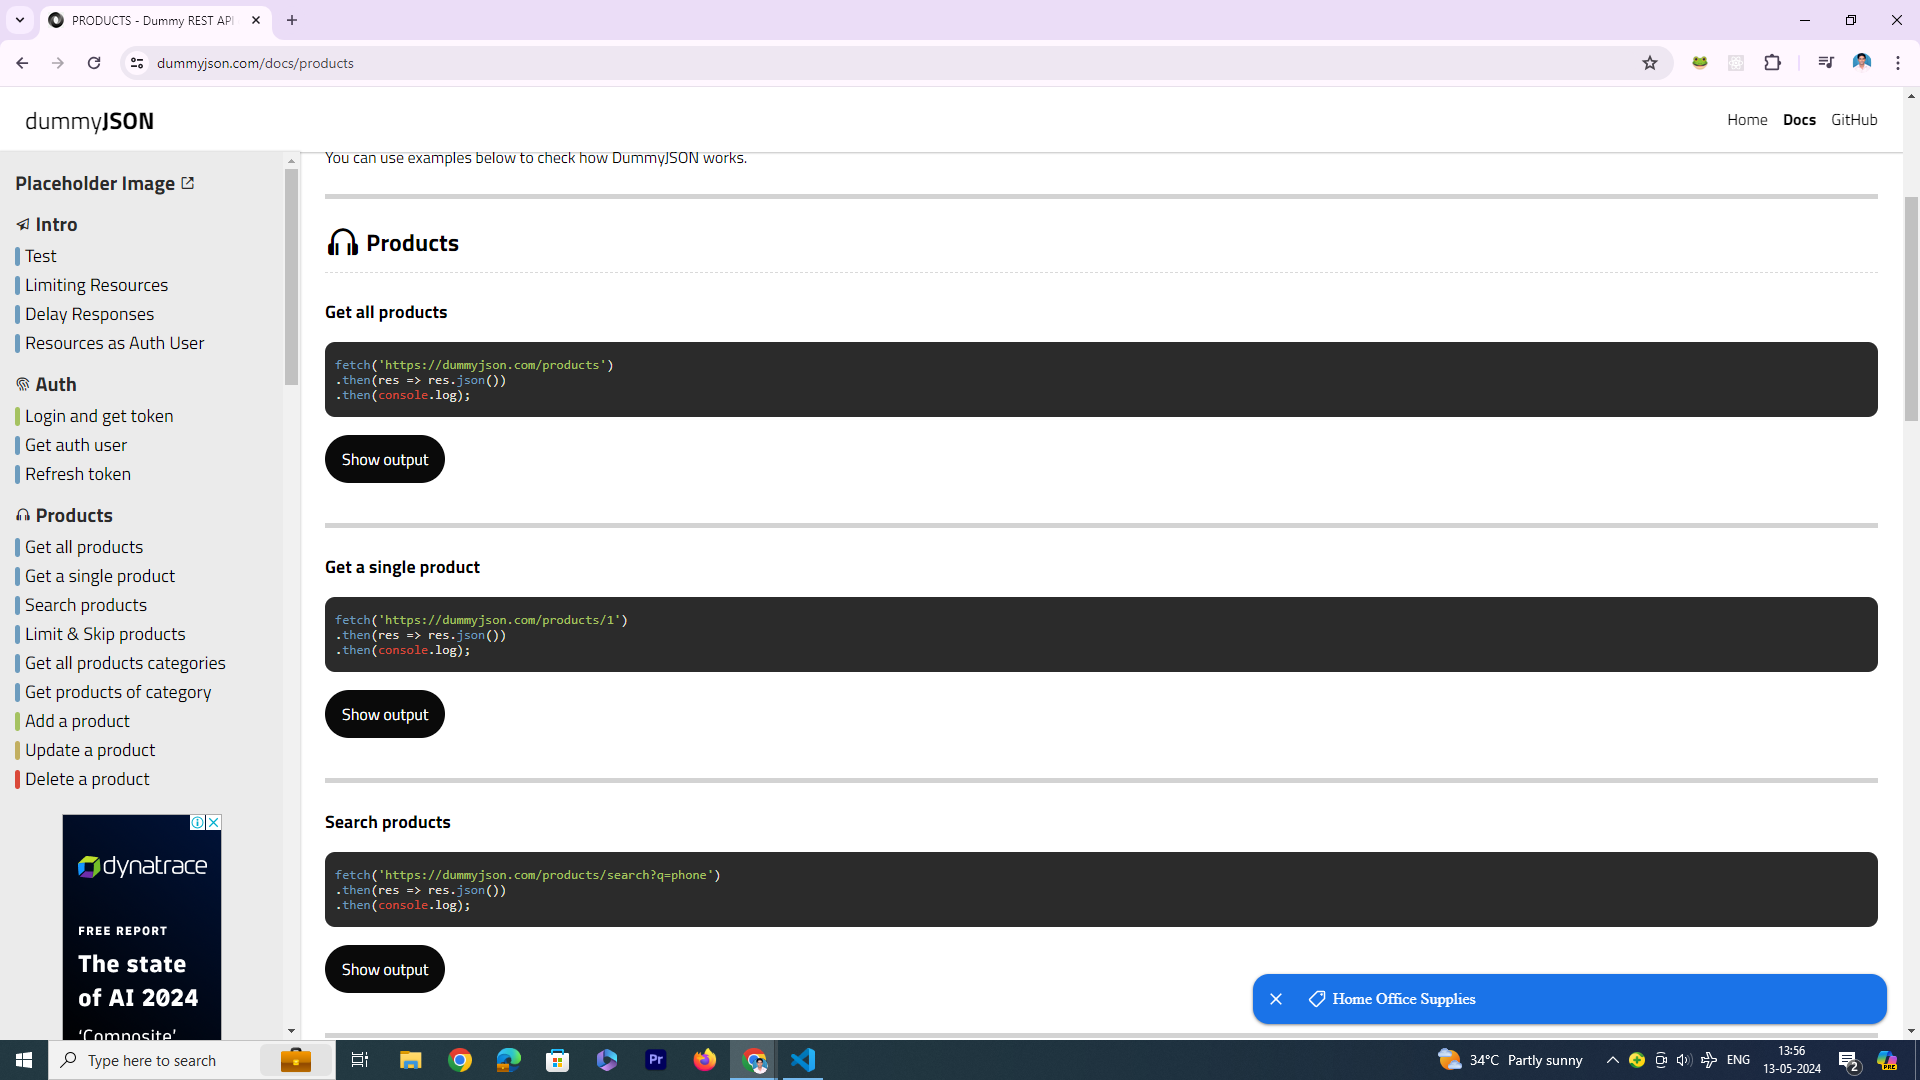 PRODUCTS - Dummy REST API
dummyjson.com/docs/products
dummyJSON
Home Docs GitHub
Placeholder Image
Intro
Test
Limiting Resources
Delay Responses
Resources as Auth User
Auth
Login and get token
Get auth user
Refresh token
Products
Get all products
Get a single product
Search products
Limit & Skip products
Get all products categories
Get products of category
Add a product
Update a product
Delete a product
dynatrace
FREE REPORT
The state
of AI 2024
‘Composite’
You can use examples below to check how DummyJSON works.
Products
Get all products
fetch('https://dummyjson.com/products')
.then(res => res.json())
.then(console.log);
Show output
Get a single product
fetch('https://dummyjson.com/products/1')
.then(res => res.json())
.then(console.log);
Show output
Search products
fetch('https://dummyjson.com/products/search?q=phone')
.then(res => res.json())
.then(console.log);
Show output
Home Office Supplies
Type here to search
Pr
34°C Partly sunny
ENG
13:56
13-05-2024
2
PRE